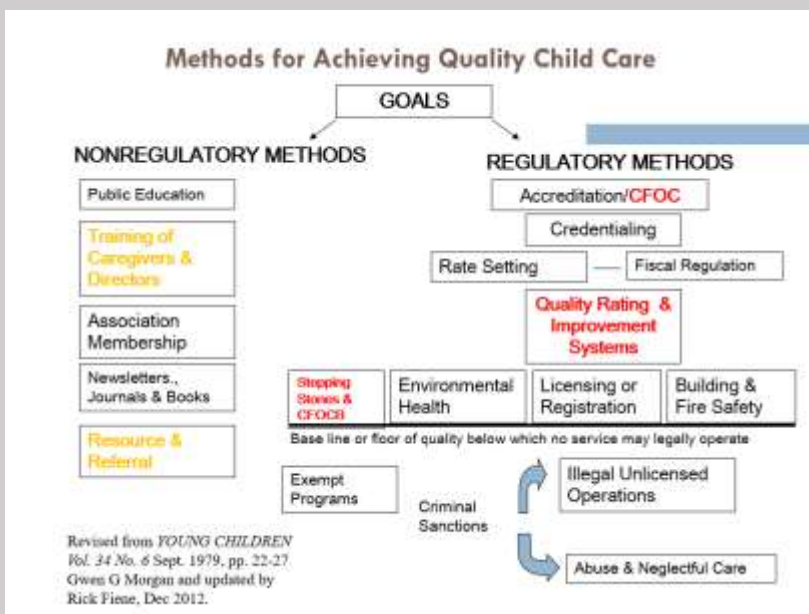 Methods for Achieving Quality Child Care
GOALS
NONREGULATORY METHODS
REGULATORY METHODS
Public Education
Training of
Caregivers &
Directors
Association
Membership
Newsletters.,
Journals & Books
Resource &
Referral
Accreditation/CFOC
Credentialing
Rate Setting
Fiscal Regulation
Quality Rating &
Improvement
Systems
Stepping
Stones &
CFOCB
Environmental
Health
Licensing or
Registration
Building &
Fire Safety
Base line or floor of quality below which no service may legally operate
Exempt
Programs
Criminal
Sanctions
Illegal Unlicensed
Operations
Abuse & Neglectful Care
Revised from YOUNG CHILDREN
Vol. 34 No. 6 Sept. 1979, pp. 22-27
Gwen G Morgan and updated by
Rick Fiene, Dec 2012.